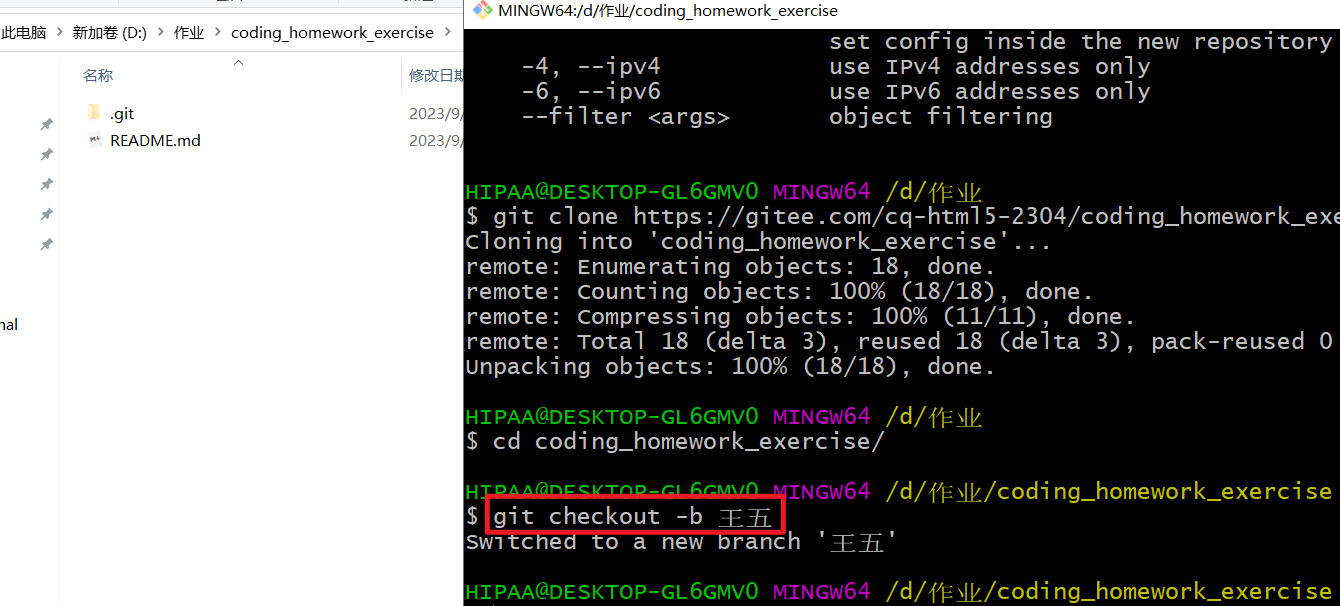 MINGW64:/d/作业/coding_homework_exercise
此电脑 > 新加卷 (D:) > 作业 > coding_homework_exercise >
名称 修改日期
.git 2023/9/
README.md 2023/9/
nal
set config inside the new repository
-4, --ipv4 use IPv4 addresses only
-6, --ipv6 use IPv6 addresses only
--filter <args> object filtering
HIPAA@DESKTOP-GL6GMV0 MINGW64 /d/作业
$ git clone https://gitee.com/cq-html5-2304/coding_homework_exe
Cloning into 'coding_homework_exercise'...
remote: Enumerating objects: 18, done.
remote: Counting objects: 100% (18/18), done.
remote: Compressing objects: 100% (11/11), done.
remote: Total 18 (delta 3), reused 18 (delta 3), pack-reused 0
Unpacking objects: 100% (18/18), done.
HIPAA@DESKTOP-GL6GMV0 MINGW64 /d/作业
$ cd coding_homework_exercise/
HIPAA@DESKTOP-GL6GMV0 MINGW64 /d/作业/coding_homework_exercise
$ git checkout -b 王五
Switched to a new branch '王五'
HIPAA@DESKTOP-GL6GMV0 MINGW64 /d/作业/coding_homework_exercise